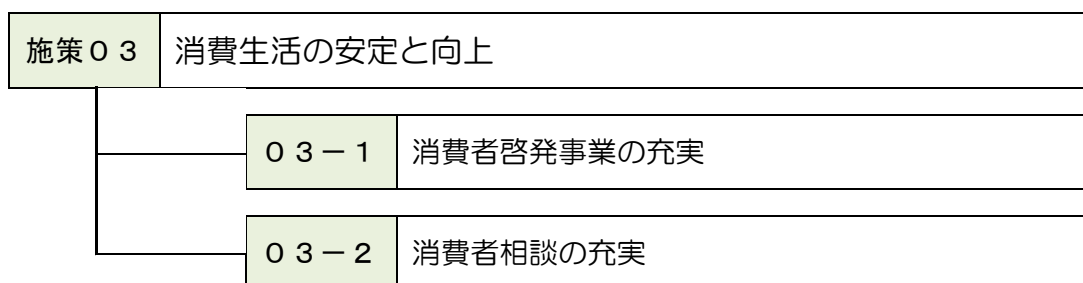 施策０３ 消費生活の安定と向上
０３－１ 消費者啓発事業の充実
０３－２ 消費者相談の充実